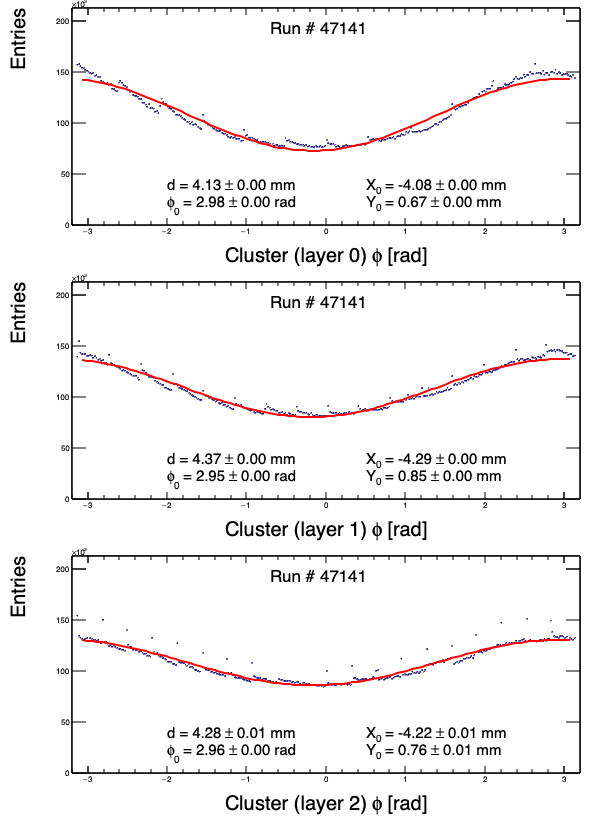 ×10²
Entries
200
150
100
50
0
Run # 47141
d = 4.13 ± 0.00 mm X₀ = -4.08 ± 0.00 mm
ϕ₀ = 2.98 ± 0.00 rad Y₀ = 0.67 ± 0.00 mm
−3 −2 −1 0 1 2 3
Cluster (layer 0) ϕ [rad]
×10²
Entries
200
150
100
50
0
Run # 47141
d = 4.37 ± 0.00 mm X₀ = -4.29 ± 0.00 mm
ϕ₀ = 2.95 ± 0.00 rad Y₀ = 0.85 ± 0.00 mm
−3 −2 −1 0 1 2 3
Cluster (layer 1) ϕ [rad]
×10²
Entries
200
150
100
50
0
Run # 47141
d = 4.28 ± 0.01 mm X₀ = -4.22 ± 0.01 mm
ϕ₀ = 2.96 ± 0.00 rad Y₀ = 0.76 ± 0.01 mm
−3 −2 −1 0 1 2 3
Cluster (layer 2) ϕ [rad]